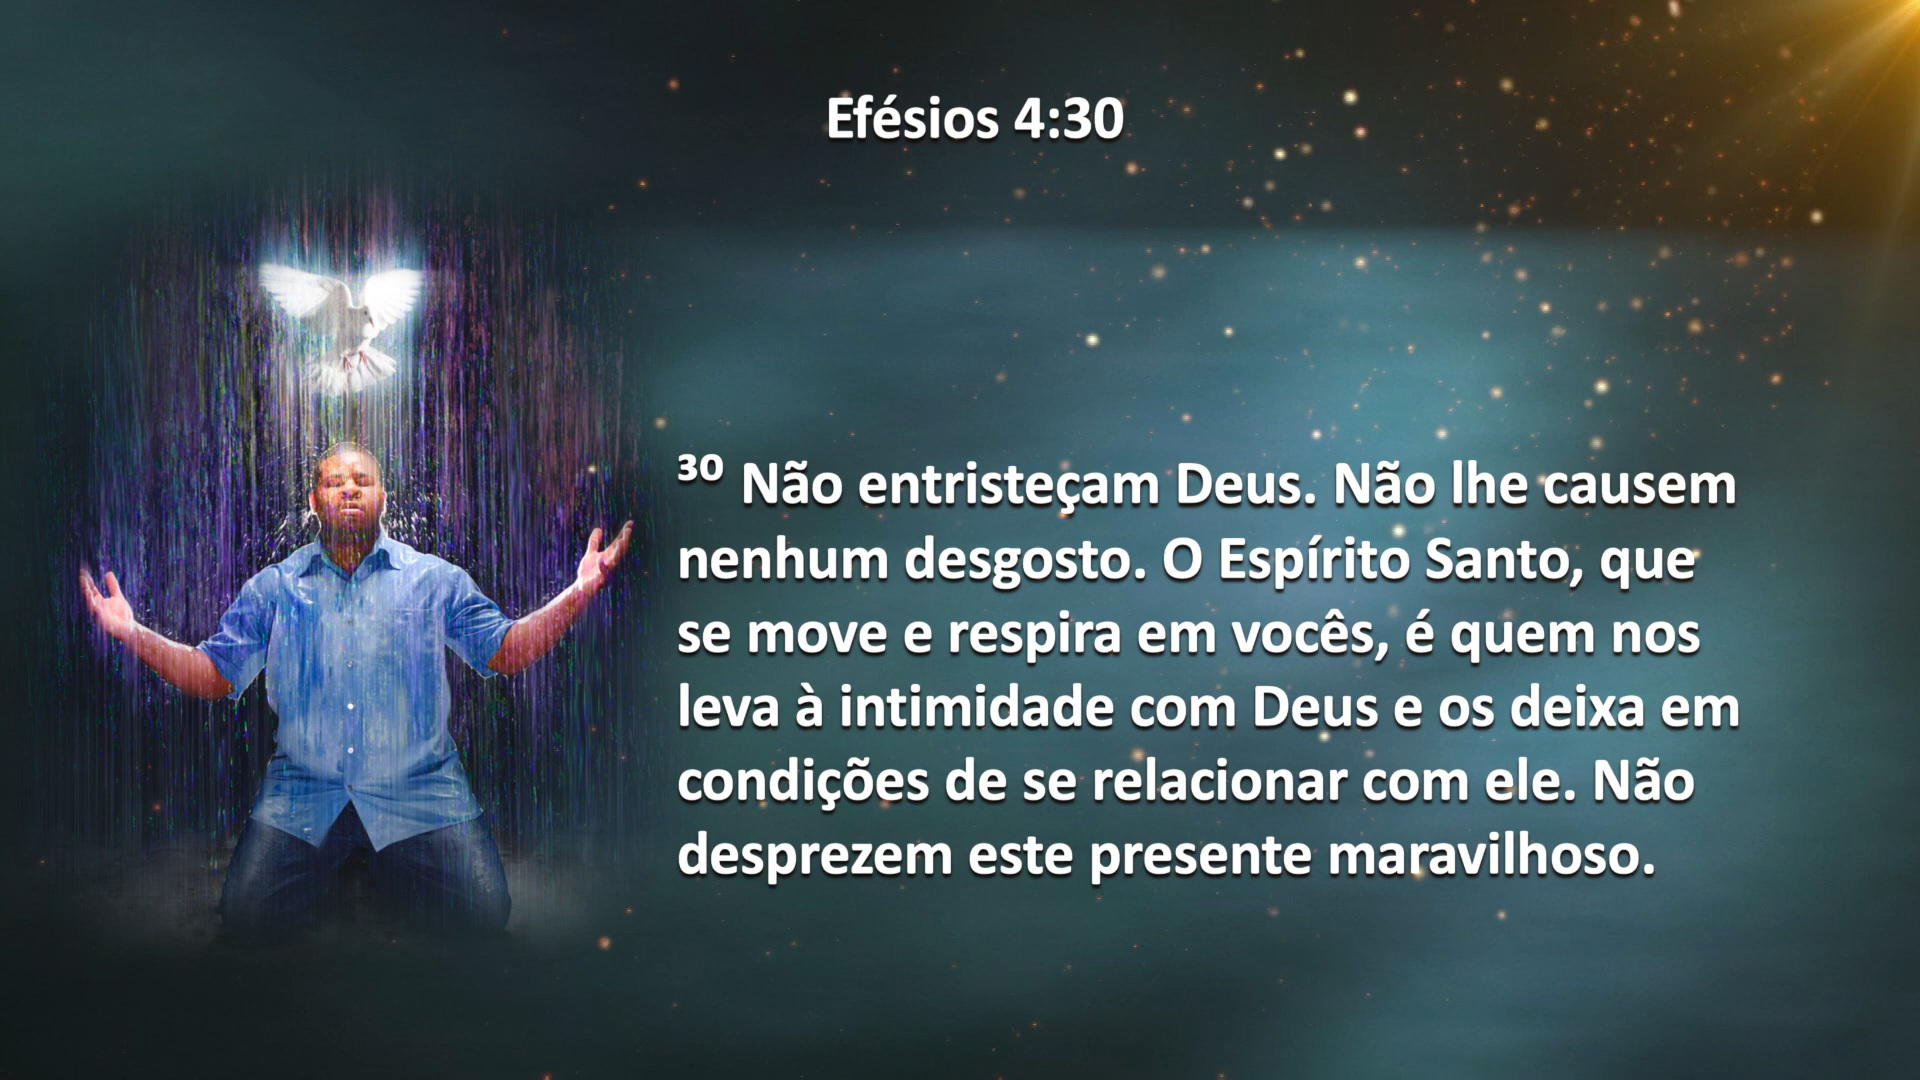 Efésios 4:30
³⁰ Não entristeçam Deus. Não lhe causem
nenhum desgosto. O Espírito Santo, que
se move e respira em vocês, é quem nos
leva à intimidade com Deus e os deixa em
condições de se relacionar com ele. Não
desprezem este presente maravilhoso.